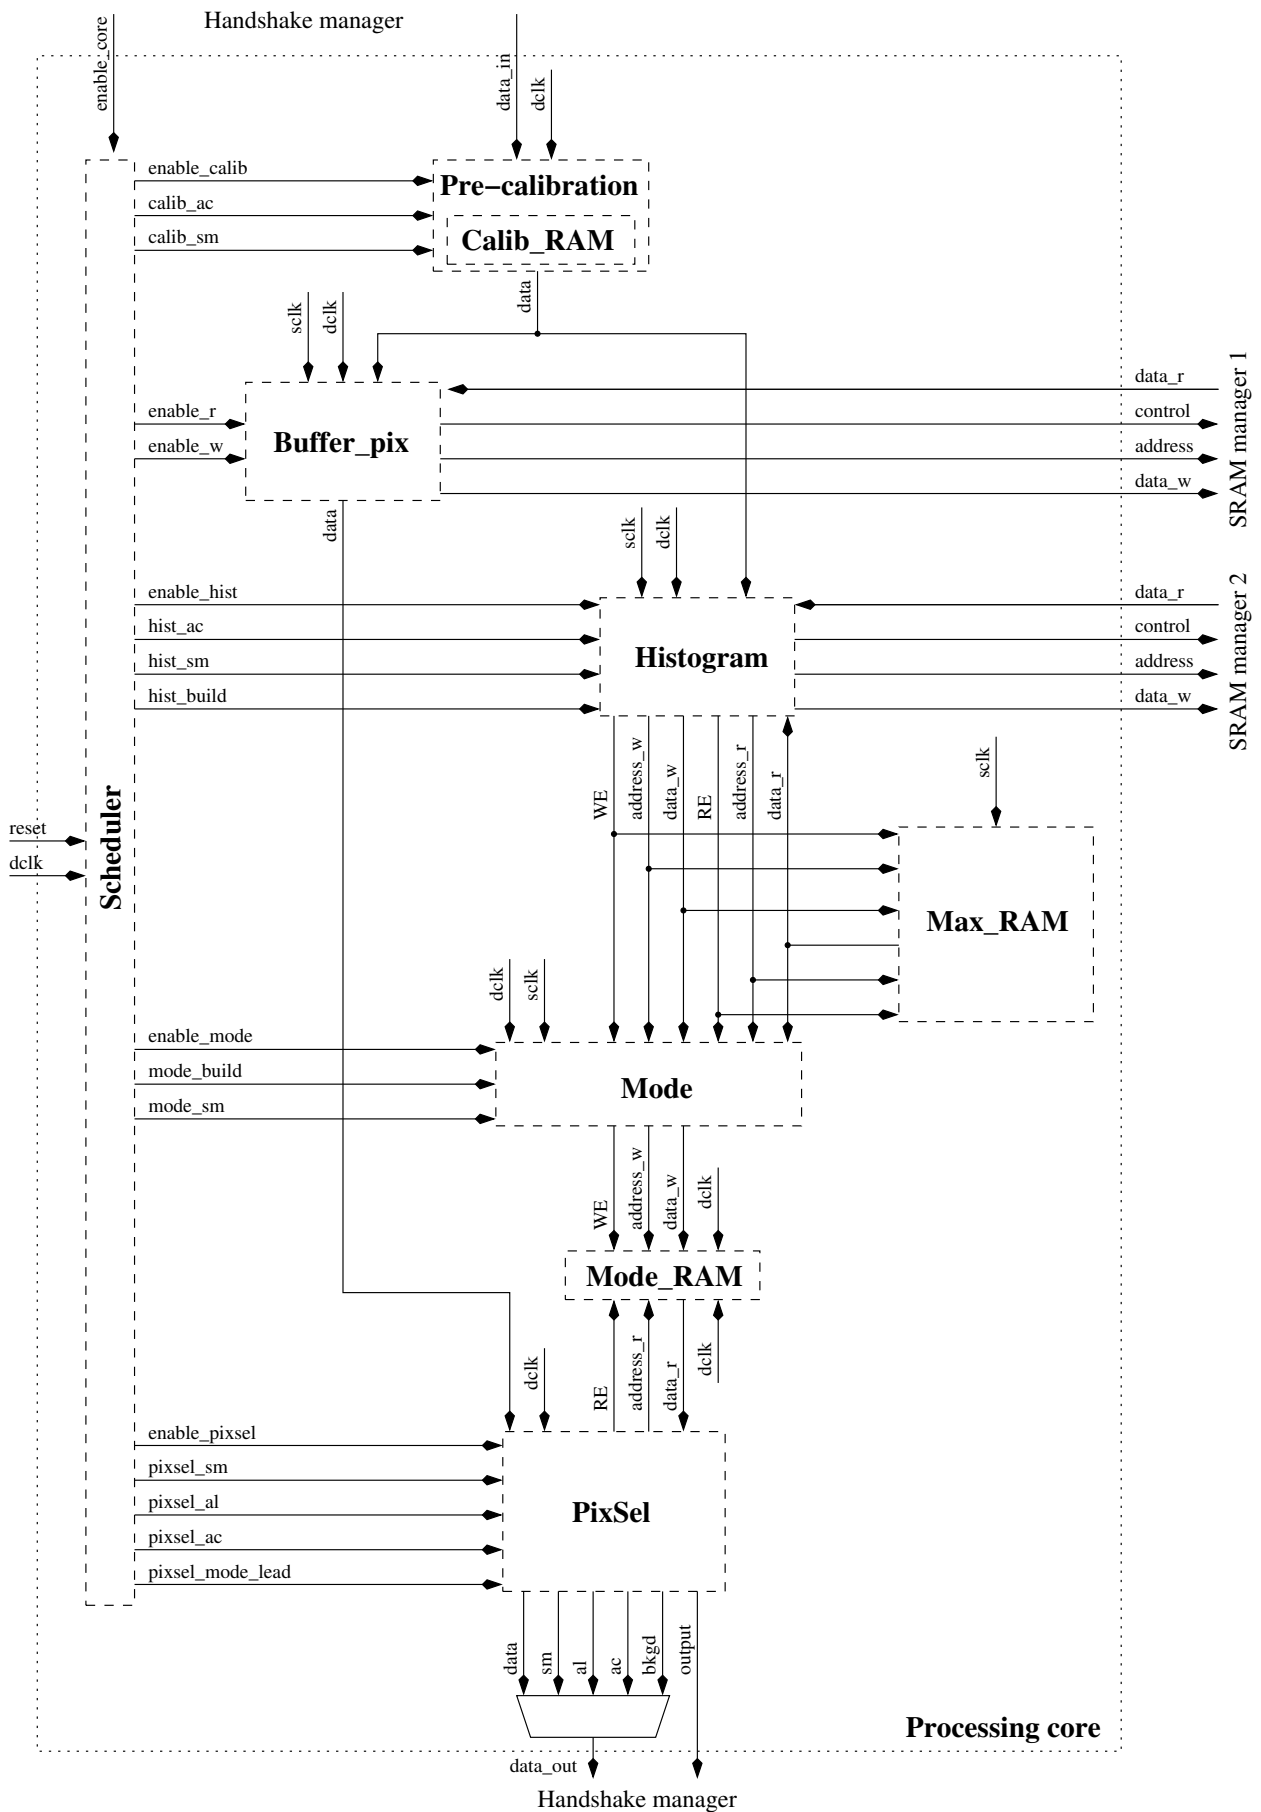 Handshake manager
enable_core
data_in
dclk
enable_calib
calib_ac
calib_sm
Pre−calibration
Calib_RAM
data
sclk
dclk
enable_r
enable_w
Buffer_pix
data_r
control
address
data_w
SRAM manager 1
data
sclk
dclk
enable_hist
hist_ac
hist_sm
hist_build
Histogram
data_r
control
address
data_w
SRAM manager 2
WE
address_w
data_w
RE
address_r
data_r
sclk
reset
dclk
Scheduler
Max_RAM
dclk
sclk
enable_mode
mode_build
mode_sm
Mode
WE
address_w
data_w
dclk
Mode_RAM
dclk
RE
address_r
data_r
dclk
enable_pixsel
pixsel_sm
pixsel_al
pixsel_ac
pixsel_mode_lead
PixSel
data
sm
al
ac
bkgd
output
Processing core
data_out
Handshake manager